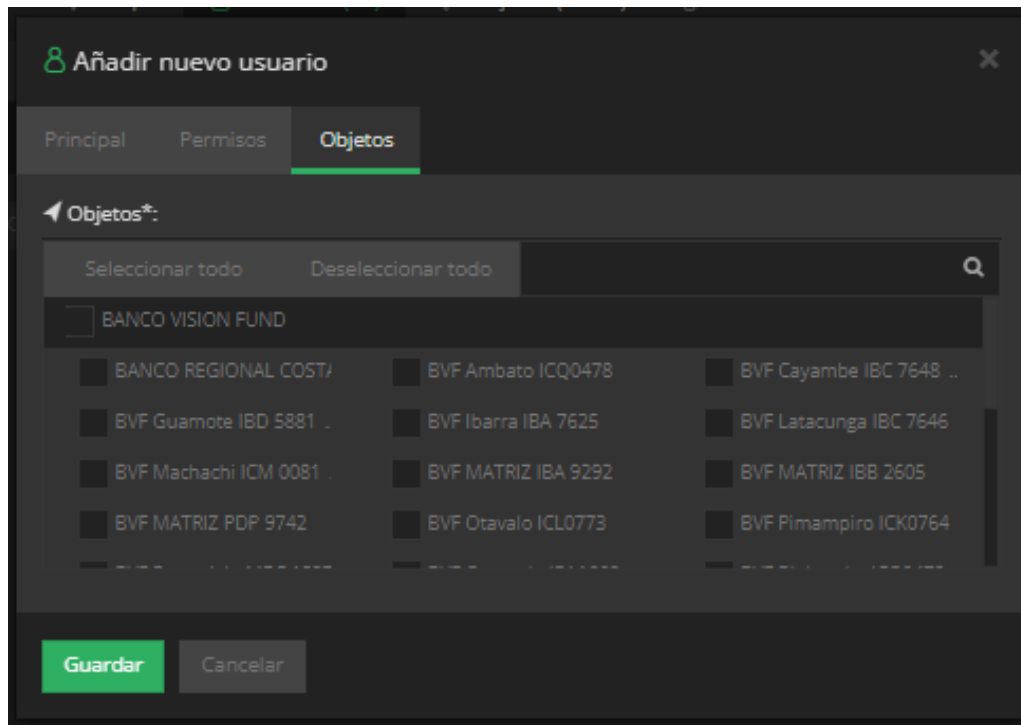 Añadir nuevo usuario
Principal Permisos Objetos
Objetos*:
Seleccionar todo Deseleccionar todo
BANCO VISION FUND
BANCO REGIONAL COSTA BVF Ambato ICQ0478 BVF Cayambe IBC 7648 ..
BVF Guamote IBD 5881 .. BVF Ibarra IBA 7625 BVF Latacunga IBC 7646
BVF Machachi ICM 0081 . BVF MATRIZ IBA 9292 BVF MATRIZ IBB 2605
BVF MATRIZ PDP 9742 BVF Otavalo ICL0773 BVF Pimampiro ICK0764
Guardar Cancelar